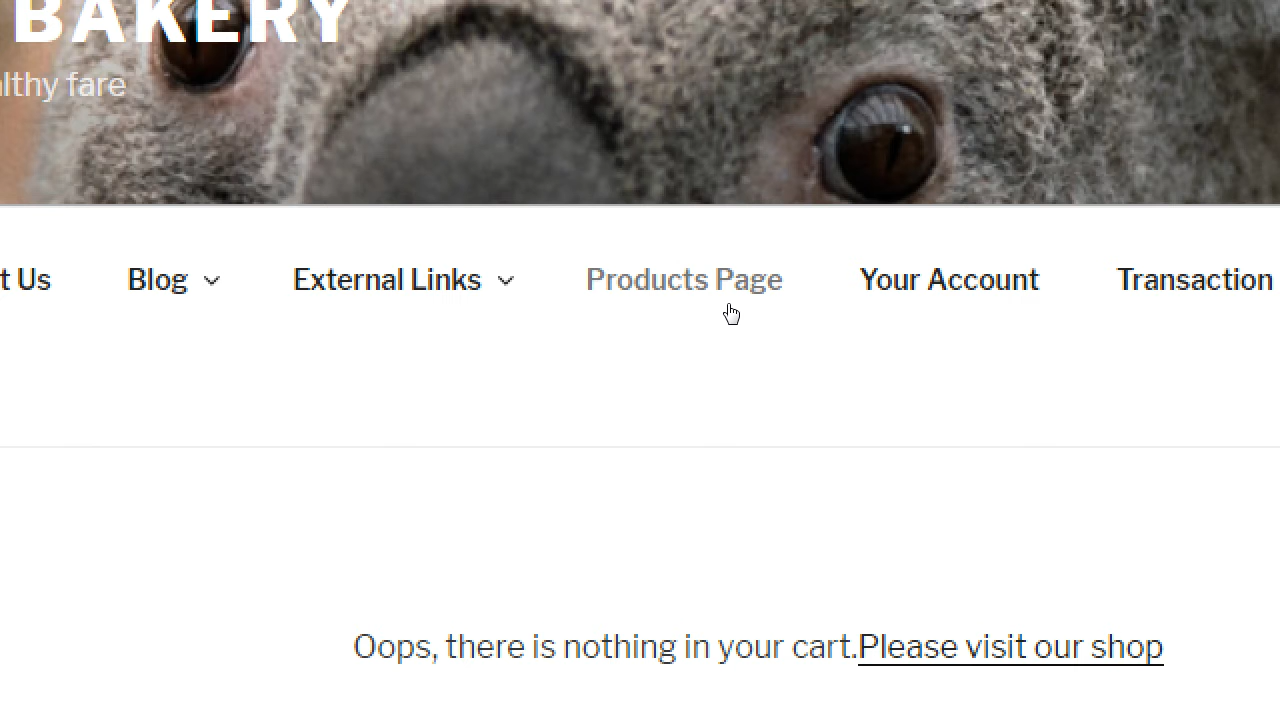 BAKERY
althy fare
t Us Blog External Links Products Page Your Account Transaction
Oops, there is nothing in your cart.Please visit our shop